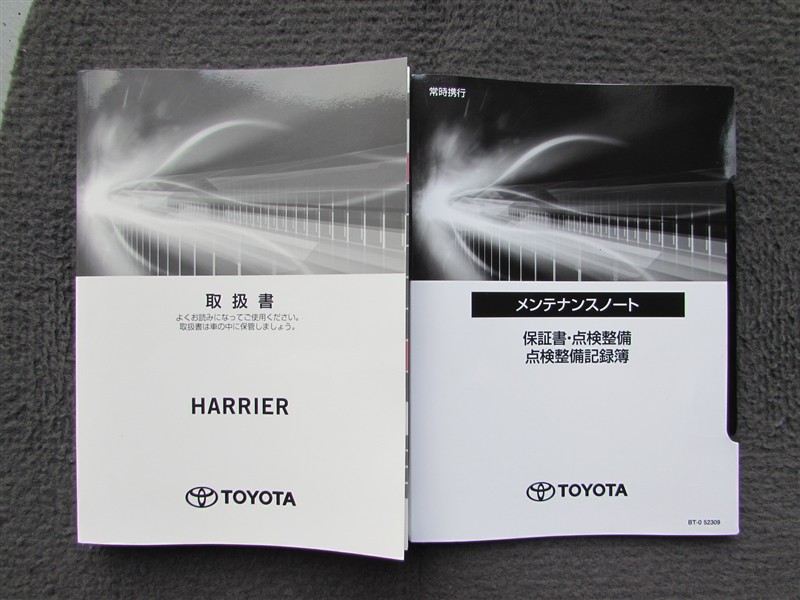 取扱書
よくお読みになってご使用ください。
取扱書は車の中に保管しましょう。
HARRIER
TOYOTA
常時携行
メンテナンスノート
保証書・点検整備
点検整備記録簿
TOYOTA
BT-0 52309